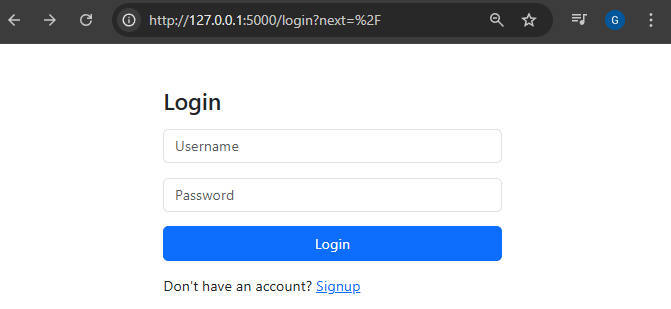 http://127.0.0.1:5000/login?next=%2F
G
Login
Username
Password
Login
Don't have an account? Signup